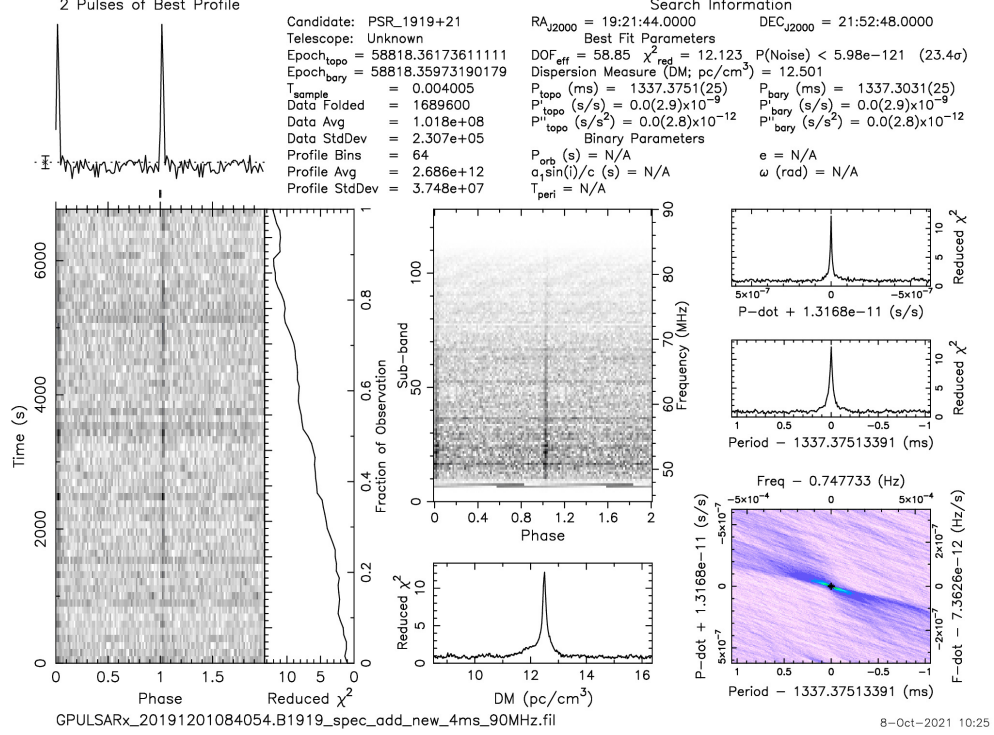 2 Pulses of Best Profile
Search Information
Candidate: PSR_1919+21
Telescope: Unknown
Epoch_topo = 58818.36173611111
Epoch_bary = 58818.35973190179
T_sample = 0.004005
Data Folded = 1689600
Data Avg = 1.018e+08
Data StdDev = 2.307e+05
Profile Bins = 64
Profile Avg = 2.686e+12
Profile StdDev = 3.748e+07
RA_J2000 = 19:21:44.0000 DEC_J2000 = 21:52:48.0000
Best Fit Parameters
DOF_eff = 58.85 χ²_red = 12.123 P(Noise) < 5.98e-121 (23.4σ)
Dispersion Measure (DM; pc/cm³) = 12.501
P_topo (ms) = 1337.3751(25) P_bary (ms) = 1337.3031(25)
P'_topo (s/s) = 0.0(2.9)x10⁻⁹ P'_bary (s/s) = 0.0(2.9)x10⁻⁹
P''_topo (s/s²) = 0.0(2.8)x10⁻¹² P''_bary (s/s²) = 0.0(2.8)x10⁻¹²
Binary Parameters
P_orb (s) = N/A e = N/A
a₁sin(i)/c (s) = N/A ω (rad) = N/A
T_peri = N/A
Time (s)
0 2000 4000 6000
0 0.5 1 1.5
Phase
10 5 0
Reduced χ²
0 0.2 0.4 0.6 0.8 1
Fraction of Observation
Sub-band
0 50 100
50 60 70 80 90
Frequency (MHz)
0 0.4 0.8 1.2 1.6 2
Phase
Reduced χ²
0 5 10
10 12 14 16
DM (pc/cm³)
0 5 10
Reduced χ²
5×10⁻⁷ 0 -5×10⁻⁷
P-dot + 1.3168e-11 (s/s)
0 5 10
Reduced χ²
1 0.5 0 -0.5 -1
Period - 1337.37513391 (ms)
Freq - 0.747733 (Hz)
-5×10⁻⁴ 0 5×10⁻⁴
P-dot + 1.3168e-11 (s/s)
5×10⁻⁷ 0 -5×10⁻⁷
-2×10⁻⁷ 0 2×10⁻⁷
F-dot - 7.3626e-12 (Hz/s)
1 0.5 0 -0.5 -1
Period - 1337.37513391 (ms)
GPULSARx_20191201084054.B1919_spec_add_new_4ms_90MHz.fil
8-Oct-2021 10:25